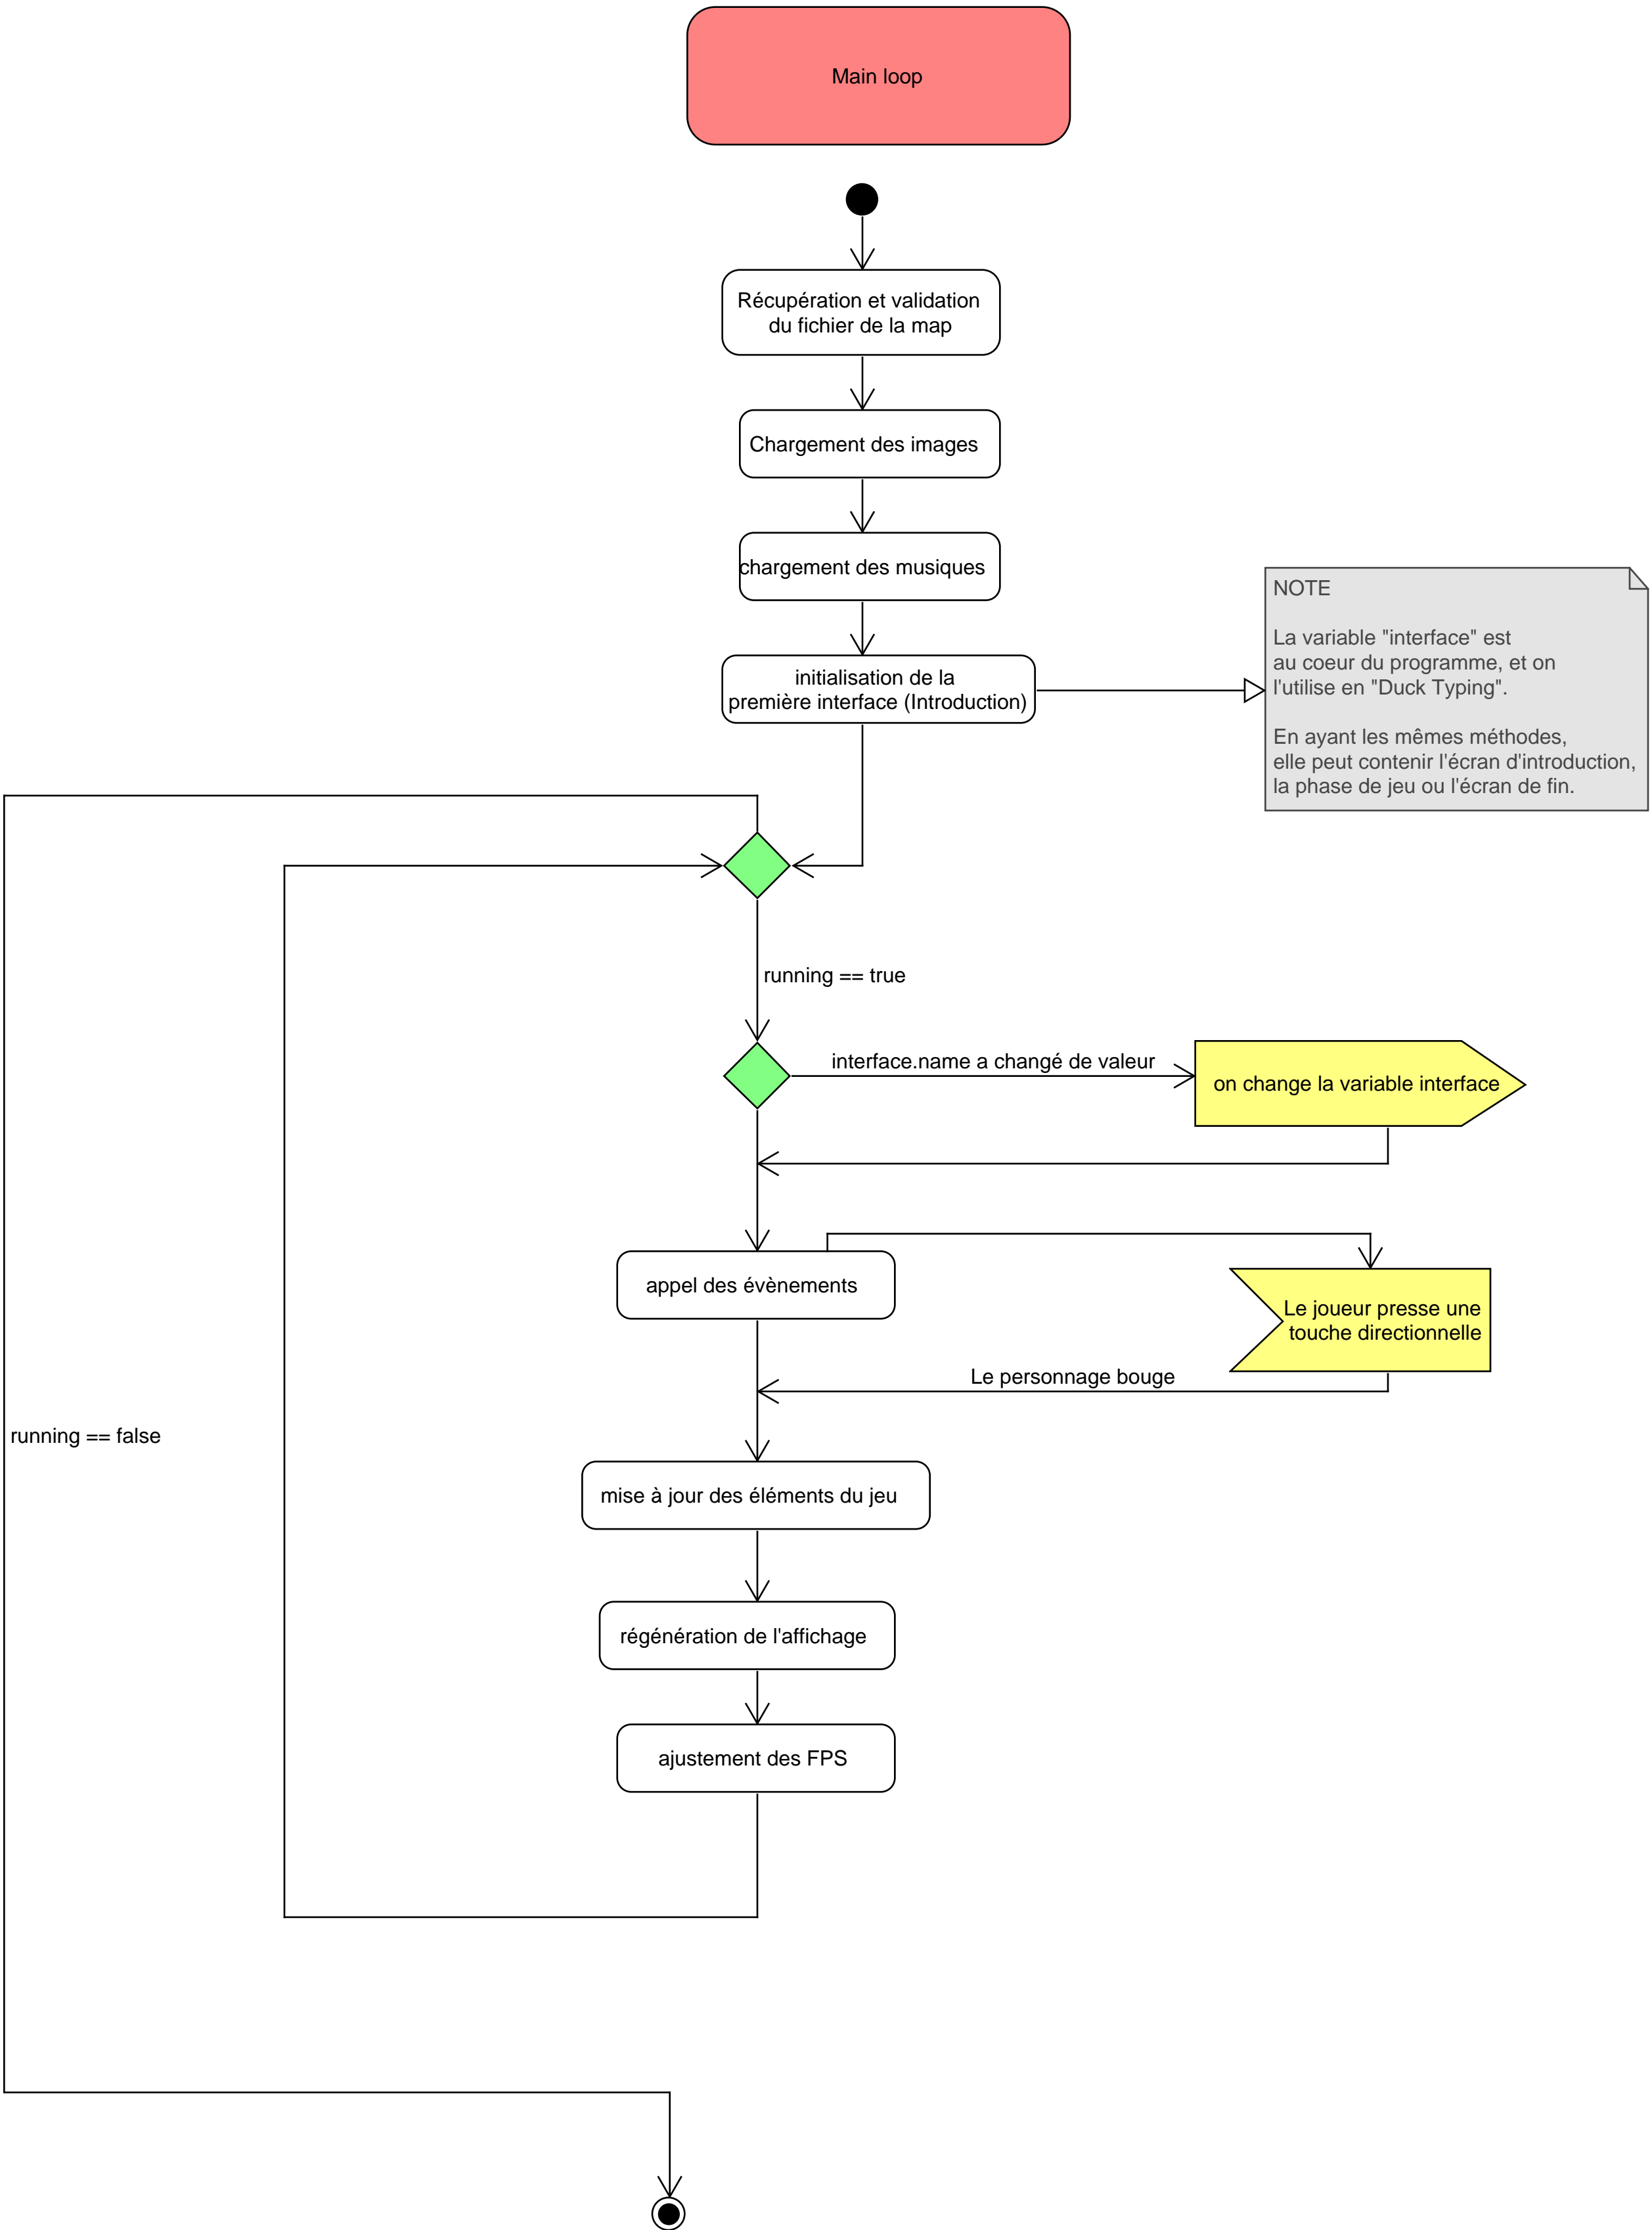 Main loop
Récupération et validation
du fichier de la map
Chargement des images
chargement des musiques
initialisation de la
première interface (Introduction)
NOTE
La variable "interface" est
au coeur du programme, et on
l'utilise en "Duck Typing".
En ayant les mêmes méthodes,
elle peut contenir l'écran d'introduction,
la phase de jeu ou l'écran de fin.
running == true
interface.name a changé de valeur
on change la variable interface
appel des évènements
Le joueur presse une
touche directionnelle
Le personnage bouge
running == false
mise à jour des éléments du jeu
régénération de l'affichage
ajustement des FPS